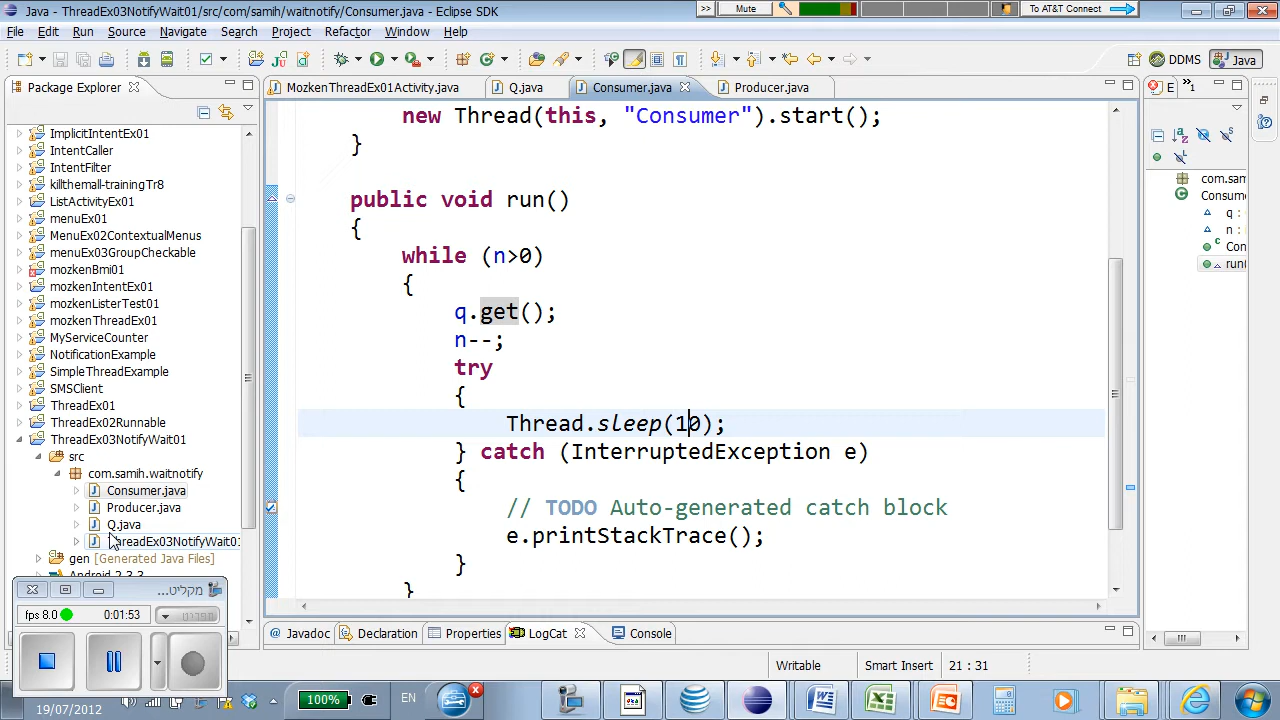 Java - ThreadEx03NotifyWait01/src/com/samih/waitnotify/Consumer.java - Eclipse SDK
>> Mute To AT&T Connect
File Edit Run Source Navigate Search Project Refactor Window Help
DDMS Java
Package Explorer
MozkenThreadEx01Activity.java Q.java Consumer.java Producer.java
E »1
ImplicitIntentEx01
IntentCaller
IntentFilter
killthemall-trainingTr8
ListActivityEx01
menuEx01
MenuEx02ContextualMenus
menuEx03GroupCheckable
mozkenBmi01
mozkenIntentEx01
mozkenListerTest01
mozkenThreadEx01
MyServiceCounter
NotificationExample
SimpleThreadExample
SMSClient
ThreadEx01
ThreadEx02Runnable
ThreadEx03NotifyWait01
src
com.samih.waitnotify
Consumer.java
Producer.java
Q.java
ThreadEx03NotifyWait01
gen [Generated Java Files]
Android 2.3.3
new Thread(this, "Consumer").start();
}
public void run()
{
while (n>0)
{
q.get();
n--;
try
{
Thread.sleep(10);
} catch (InterruptedException e)
{
// TODO Auto-generated catch block
e.printStackTrace();
}
}
com.sam
Consume
q :
n :
Con
run(
@ Javadoc Declaration Properties LogCat Console
Writable Smart Insert 21 : 31
מקליט...
fps 8.0 0:01:53 תפריט
100% EN
19/07/2012